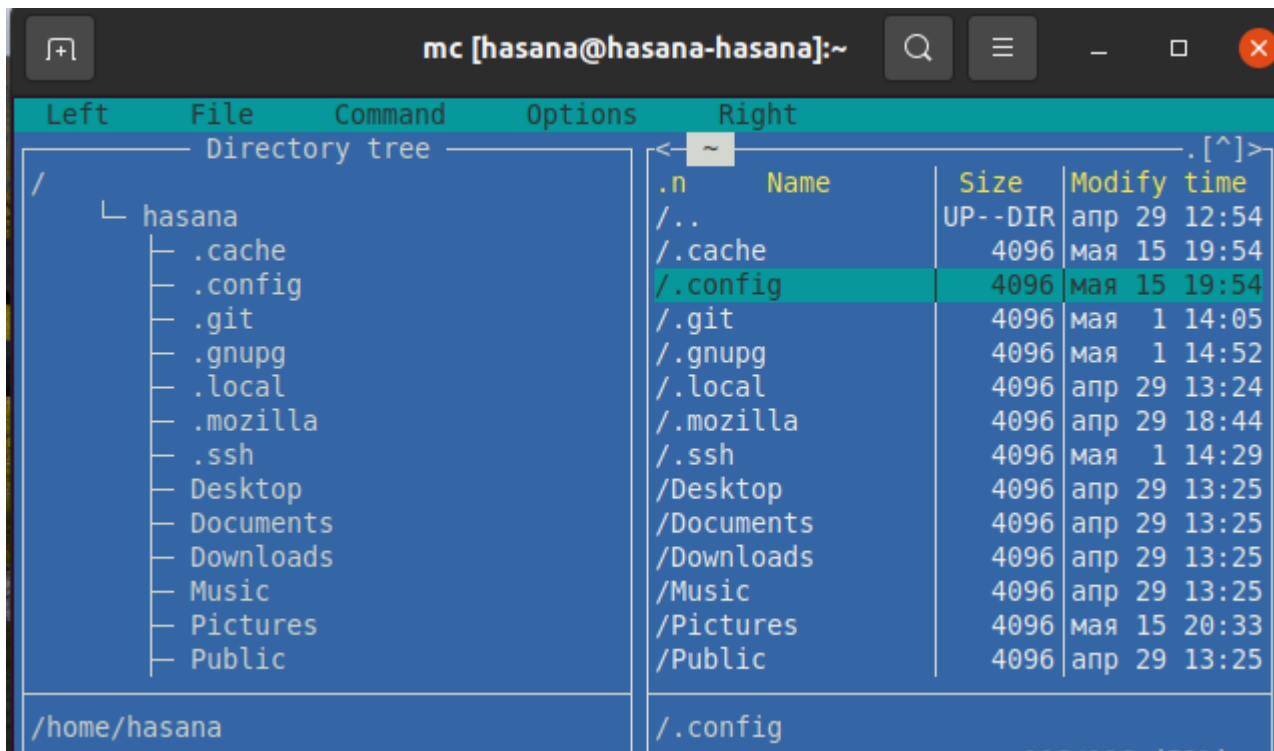 mc [hasana@hasana-hasana]:~
Left File Command Options Right
Directory tree
/
hasana
.cache
.config
.git
.gnupg
.local
.mozilla
.ssh
Desktop
Documents
Downloads
Music
Pictures
Public
/home/hasana
<- ~ .[^]>
.n Name Size Modify time
/.. UP--DIR апр 29 12:54
/.cache 4096 мая 15 19:54
/.config 4096 мая 15 19:54
/.git 4096 мая 1 14:05
/.gnupg 4096 мая 1 14:52
/.local 4096 апр 29 13:24
/.mozilla 4096 апр 29 18:44
/.ssh 4096 мая 1 14:29
/Desktop 4096 апр 29 13:25
/Documents 4096 апр 29 13:25
/Downloads 4096 апр 29 13:25
/Music 4096 апр 29 13:25
/Pictures 4096 мая 15 20:33
/Public 4096 апр 29 13:25
/.config